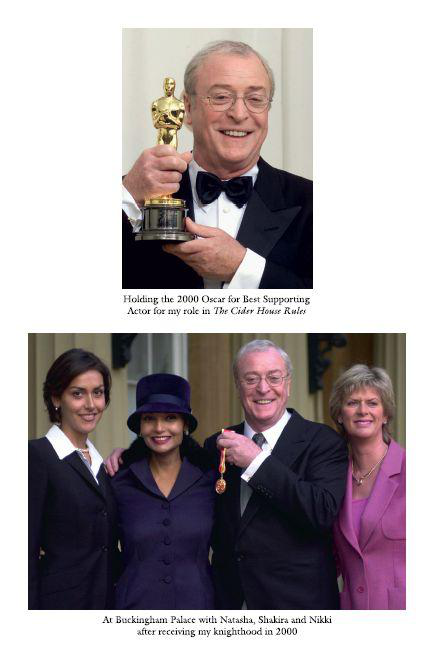 Holding the 2000 Oscar for Best Supporting
Actor for my role in The Cider House Rules
At Buckingham Palace with Natasha, Shakira and Nikki
after receiving my knighthood in 2000